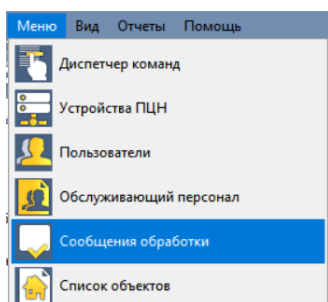 Меню Вид Отчеты Помощь
Диспетчер команд
Устройства ПЦН
Пользователи
Обслуживающий персонал
Сообщения обработки
Список объектов